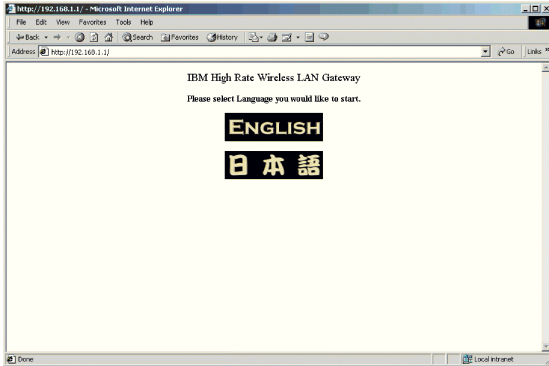 http://192.168.1.1/ - Microsoft Internet Explorer
File Edit View Favorites Tools Help
Back Search Favorites History
Address http://192.168.1.1/ Go Links »
IBM High Rate Wireless LAN Gateway
Please select Language you would like to start.
ENGLISH
日本語
Done Local intranet